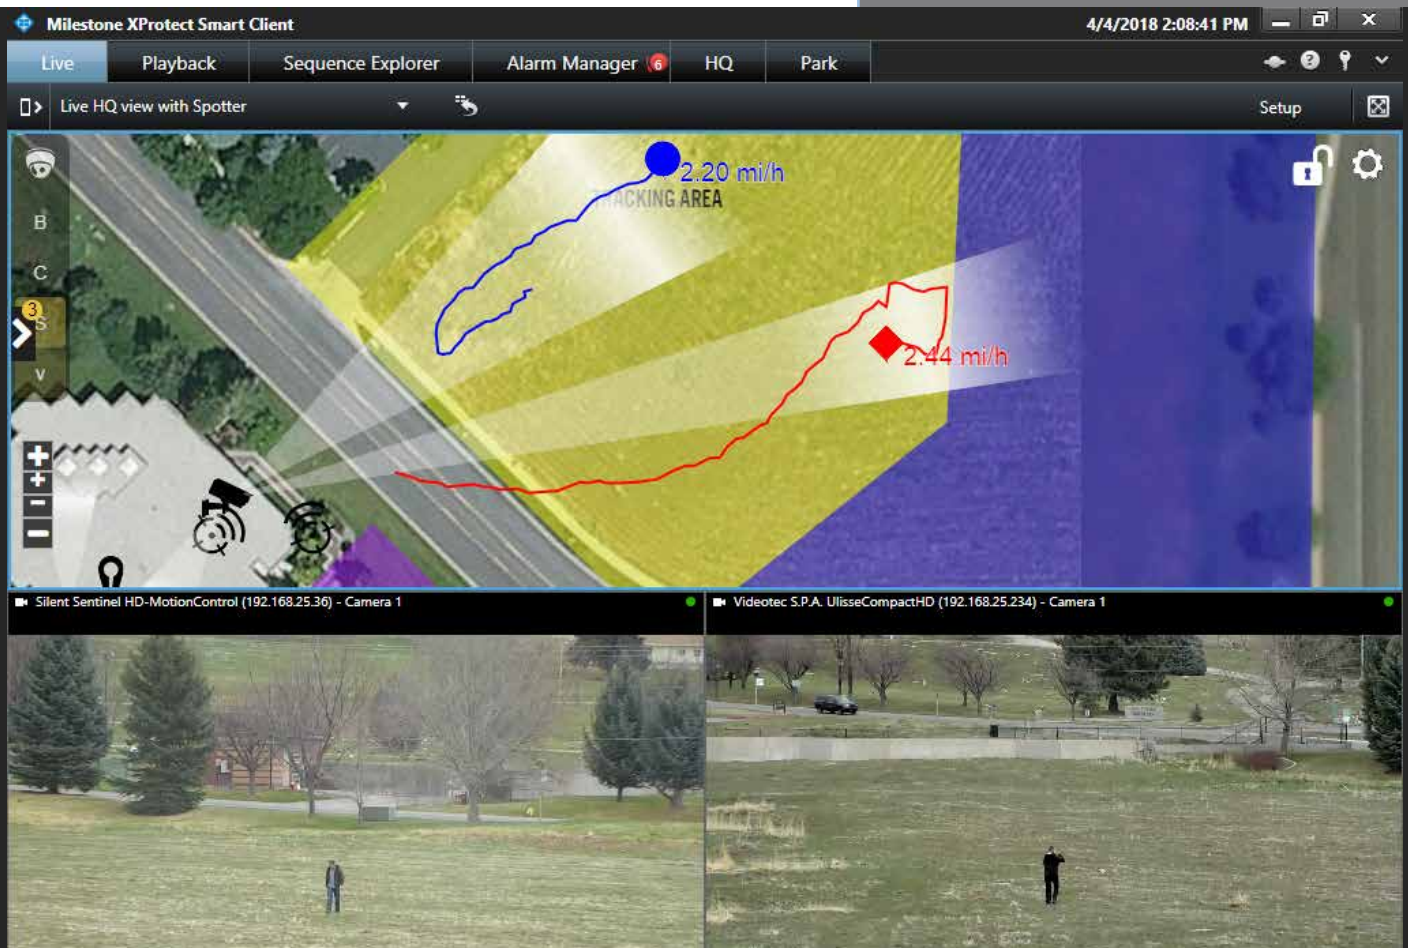 Milestone XProtect Smart Client
4/4/2018 2:08:41 PM
Live
Playback
Sequence Explorer
Alarm Manager
6
HQ
Park
Live HQ view with Spotter
Setup
2.20 mi/h
TRACKING AREA
B
C
3
S
V
2.44 mi/h
Silent Sentinel HD-MotionControl (192.168.25.36) - Camera 1
Videotec S.P.A. UlisseCompactHD (192.168.25.234) - Camera 1